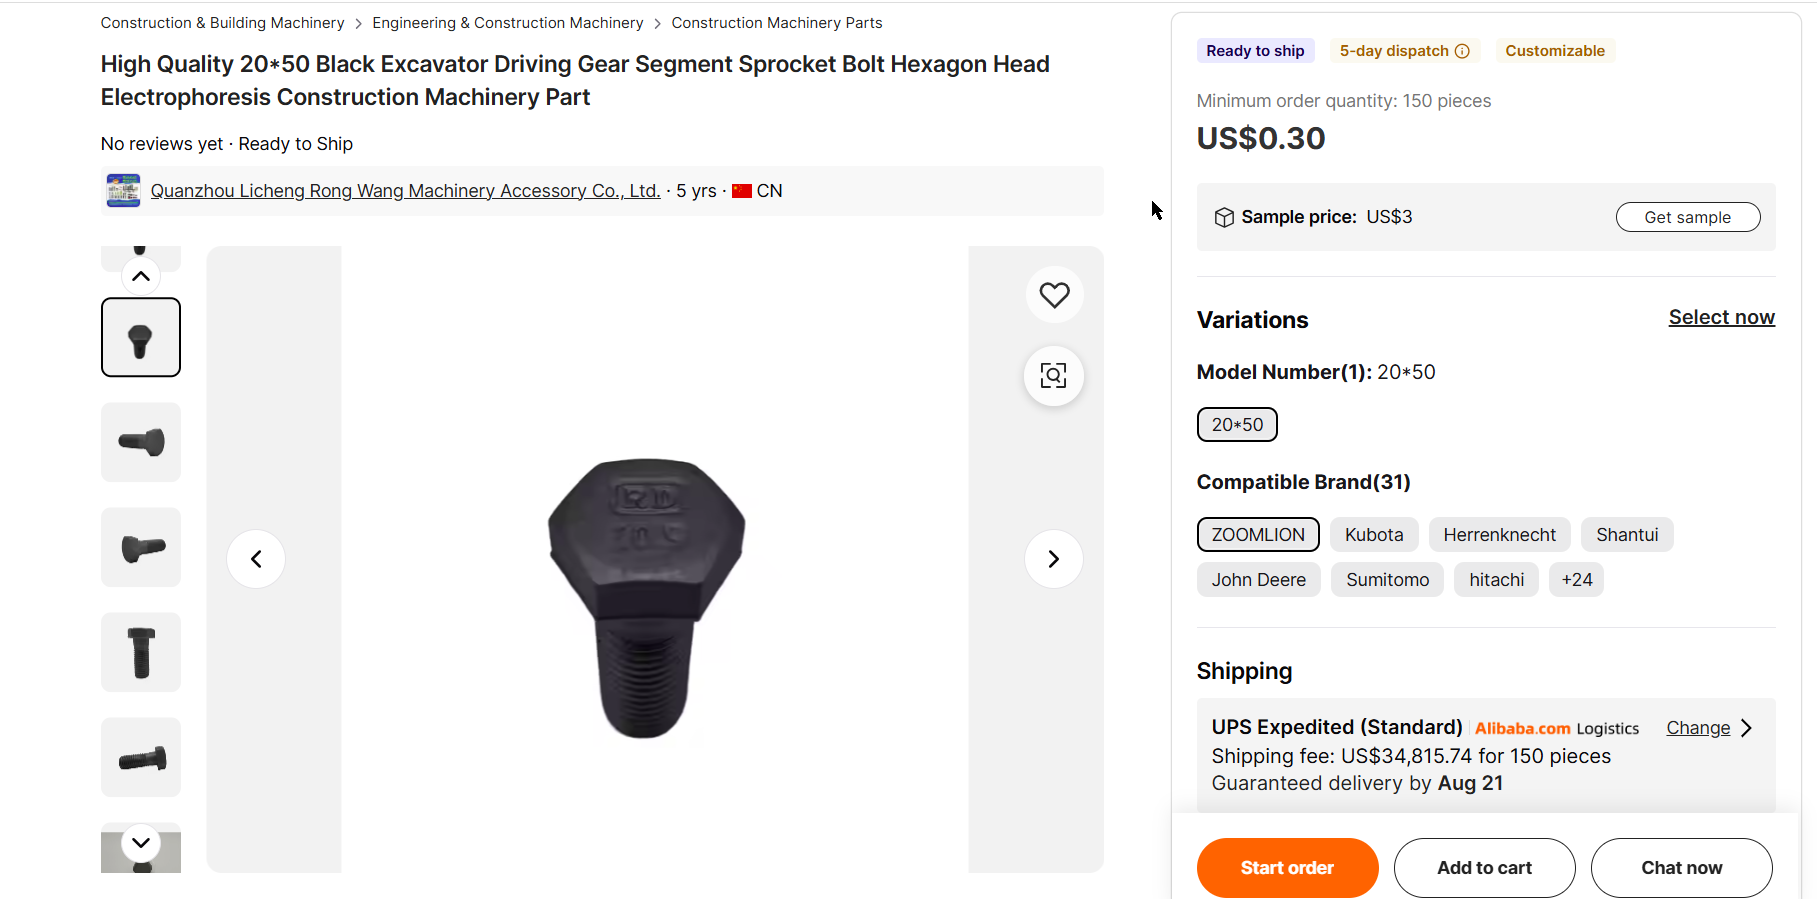 Construction & Building Machinery > Engineering & Construction Machinery > Construction Machinery Parts
High Quality 20*50 Black Excavator Driving Gear Segment Sprocket Bolt Hexagon Head
Electrophoresis Construction Machinery Part
No reviews yet · Ready to Ship
Quanzhou Licheng Rong Wang Machinery Accessory Co., Ltd. · 5 yrs · CN
Ready to ship
5-day dispatch
Customizable
Minimum order quantity: 150 pieces
US$0.30
Sample price: US$3
Get sample
Variations
Select now
Model Number(1): 20*50
20*50
Compatible Brand(31)
ZOOMLION
Kubota
Herrenknecht
Shantui
John Deere
Sumitomo
hitachi
+24
Shipping
UPS Expedited (Standard)
Alibaba.com Logistics
Change
Shipping fee: US$34,815.74 for 150 pieces
Guaranteed delivery by Aug 21
Start order
Add to cart
Chat now